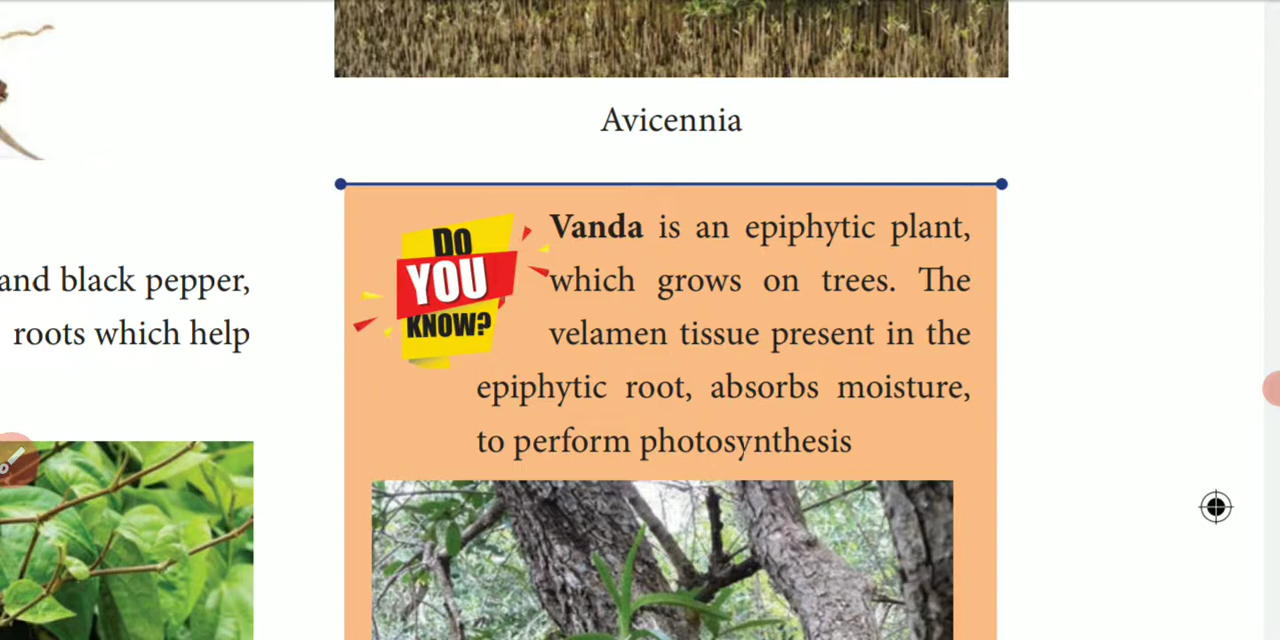 and black pepper,
roots which help
Avicennia
DO
YOU
KNOW?
Vanda is an epiphytic plant,
which grows on trees. The
velamen tissue present in the
epiphytic root, absorbs moisture,
to perform photosynthesis